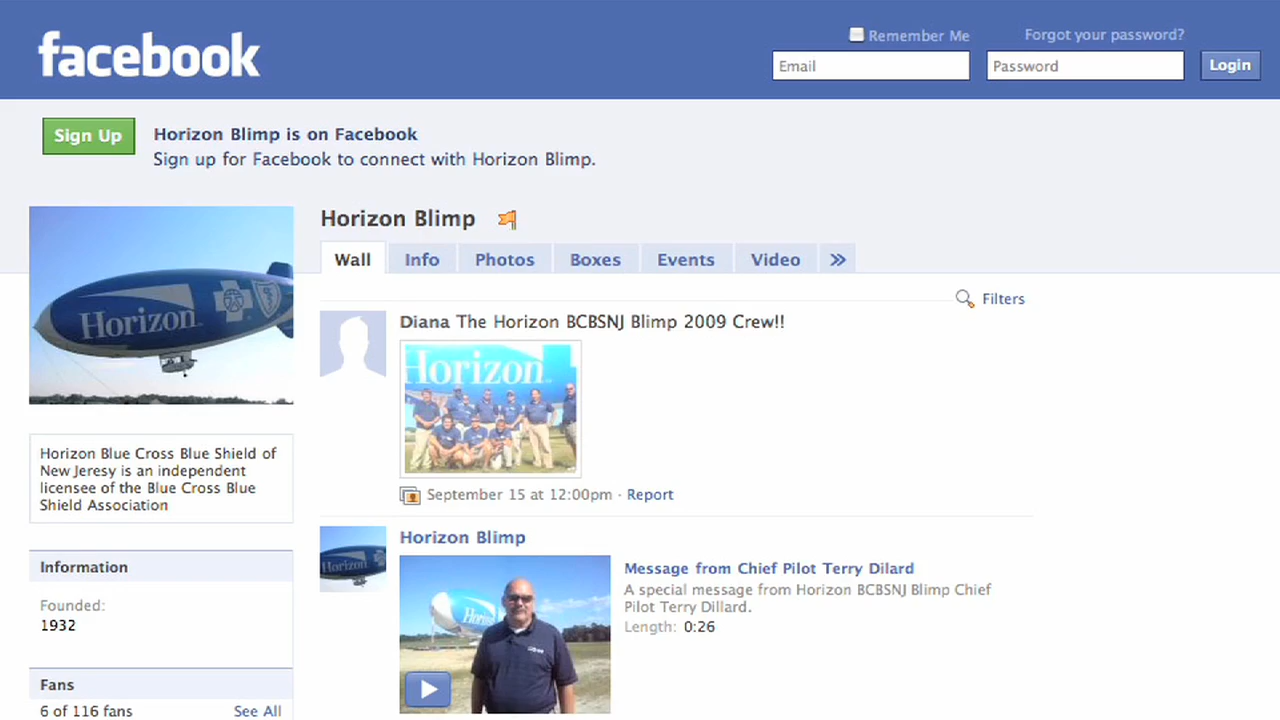 facebook
Remember Me
Forgot your password?
Email
Password
Login
Sign Up
Horizon Blimp is on Facebook
Sign up for Facebook to connect with Horizon Blimp.
Horizon Blimp
Wall
Info
Photos
Boxes
Events
Video
»
Filters
Horizon
Diana The Horizon BCBSNJ Blimp 2009 Crew!!
Horizon
September 15 at 12:00pm · Report
Horizon Blue Cross Blue Shield of
New Jeresy is an independent
licensee of the Blue Cross Blue
Shield Association
Information
Founded:
1932
Fans
6 of 116 fans
See All
Horizon
Horizon Blimp
Message from Chief Pilot Terry Dilard
A special message from Horizon BCBSNJ Blimp Chief
Pilot Terry Dillard.
Length: 0:26